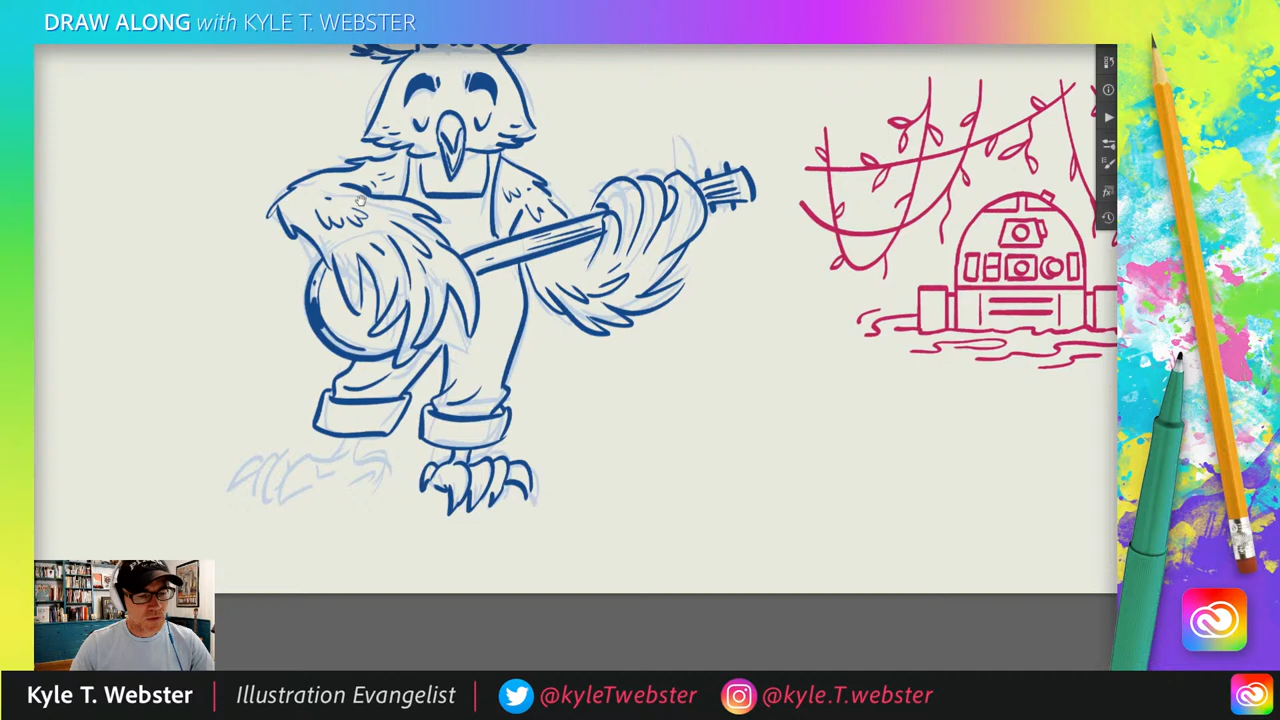 DRAW ALONG with KYLE T. WEBSTER
Kyle T. Webster | Illustration Evangelist | @kyleTwebster @kyle.T.webster